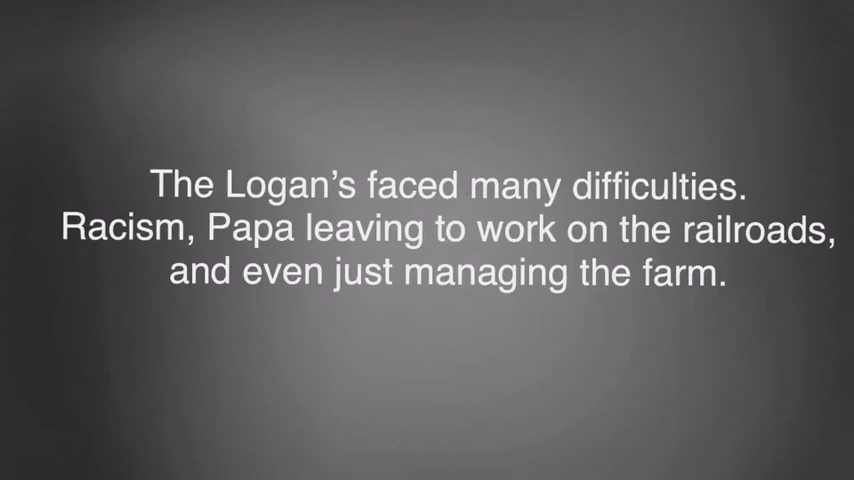 The Logan’s faced many difficulties.
Racism, Papa leaving to work on the railroads,
and even just managing the farm.